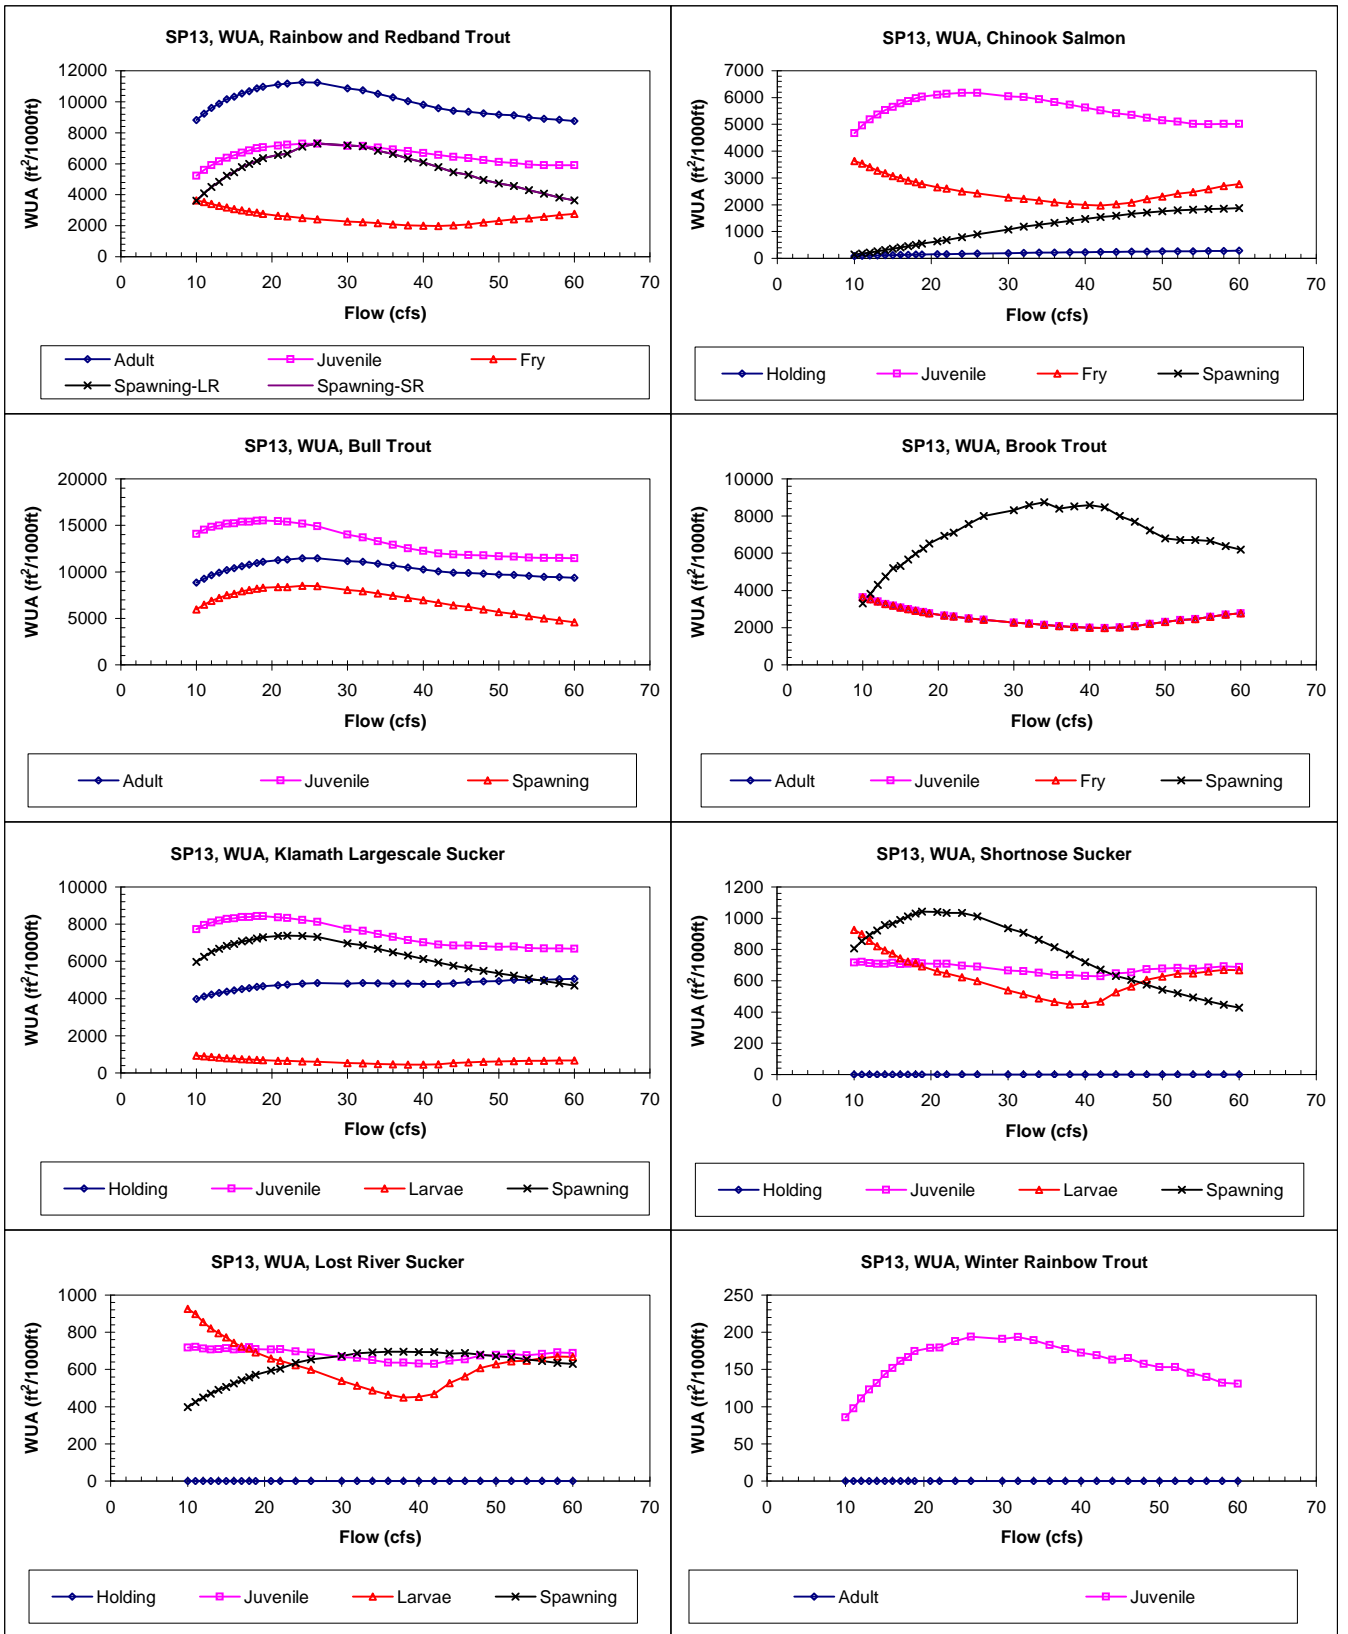 SP13, WUA, Rainbow and Redband Trout
WUA (ft²/1000ft)
12000
10000
8000
6000
4000
2000
0
0 10 20 30 40 50 60 70
Flow (cfs)
Adult Juvenile Fry
Spawning-LR Spawning-SR
SP13, WUA, Chinook Salmon
WUA (ft²/1000ft)
7000
6000
5000
4000
3000
2000
1000
0
0 10 20 30 40 50 60 70
Flow (cfs)
Holding Juvenile Fry Spawning
SP13, WUA, Bull Trout
WUA (ft²/1000ft)
20000
15000
10000
5000
0
0 10 20 30 40 50 60 70
Flow (cfs)
Adult Juvenile Spawning
SP13, WUA, Brook Trout
WUA (ft²/1000ft)
10000
8000
6000
4000
2000
0
0 10 20 30 40 50 60 70
Flow (cfs)
Adult Juvenile Fry Spawning
SP13, WUA, Klamath Largescale Sucker
WUA (ft²/1000ft)
10000
8000
6000
4000
2000
0
0 10 20 30 40 50 60 70
Flow (cfs)
Holding Juvenile Larvae Spawning
SP13, WUA, Shortnose Sucker
WUA (ft²/1000ft)
1200
1000
800
600
400
200
0
0 10 20 30 40 50 60 70
Flow (cfs)
Holding Juvenile Larvae Spawning
SP13, WUA, Lost River Sucker
WUA (ft²/1000ft)
1000
800
600
400
200
0
0 10 20 30 40 50 60 70
Flow (cfs)
Holding Juvenile Larvae Spawning
SP13, WUA, Winter Rainbow Trout
WUA (ft²/1000ft)
250
200
150
100
50
0
0 10 20 30 40 50 60 70
Flow (cfs)
Adult Juvenile